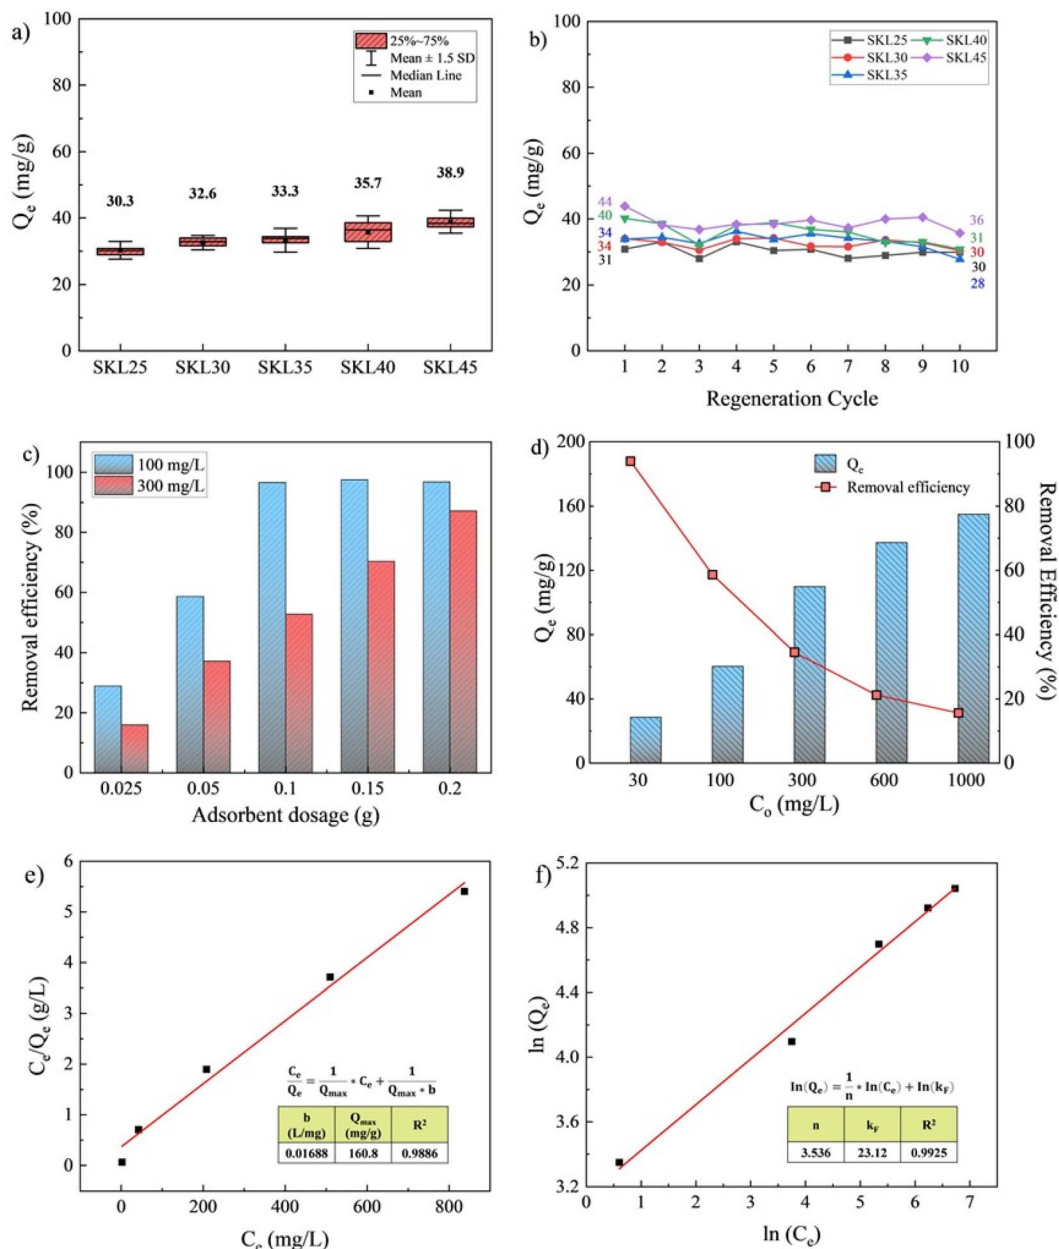 a)
100
80
60
40
20
0
Qe (mg/g)
25%~75%
Mean ± 1.5 SD
Median Line
Mean
30.3
32.6
33.3
35.7
38.9
SKL25
SKL30
SKL35
SKL40
SKL45
b)
100
80
60
40
20
0
Qe (mg/g)
SKL25
SKL40
SKL30
SKL45
SKL35
44
40
34
34
31
36
31
30
30
28
1
2
3
4
5
6
7
8
9
10
Regeneration Cycle
c)
100
80
60
40
20
0
Removal efficiency (%)
100 mg/L
300 mg/L
0.025
0.05
0.1
0.15
0.2
Adsorbent dosage (g)
d)
200
160
120
80
40
0
Qe (mg/g)
Qe
Removal efficiency
100
80
60
40
20
0
Removal Efficiency (%)
30
100
300
600
1000
Co (mg/L)
e)
6
5
4
3
2
1
0
Ce/Qe (g/L)
Ce/Qe = 1/Qmax * Ce + 1/Qmax * b
b (L/mg)
Qmax (mg/g)
R²
0.01688
160.8
0.9886
0
200
400
600
800
Ce (mg/L)
f)
5.2
4.8
4.4
4.0
3.6
3.2
ln (Qe)
ln(Qe) = 1/n * ln(Ce) + ln(kF)
n
kF
R²
3.536
23.12
0.9925
0
1
2
3
4
5
6
7
ln (Ce)